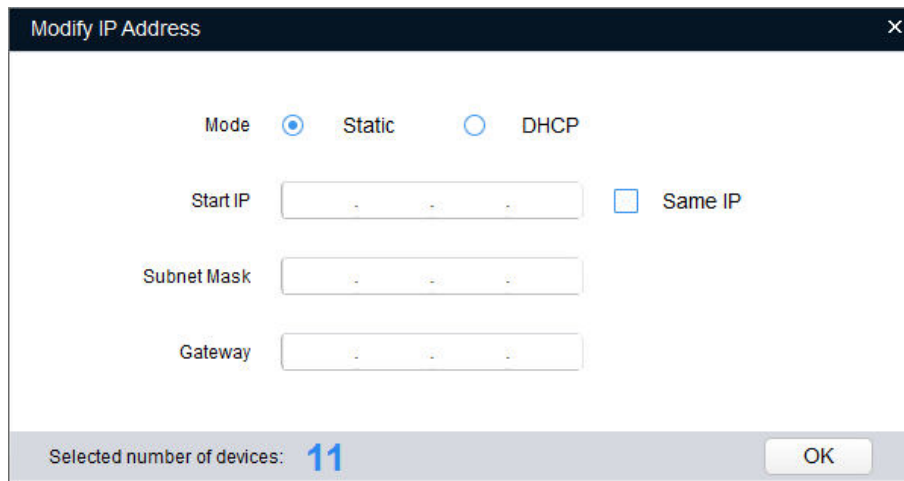 Modify IP Address
Mode Static DHCP
Start IP . . . Same IP
Subnet Mask . . .
Gateway . . .
Selected number of devices: 11 OK